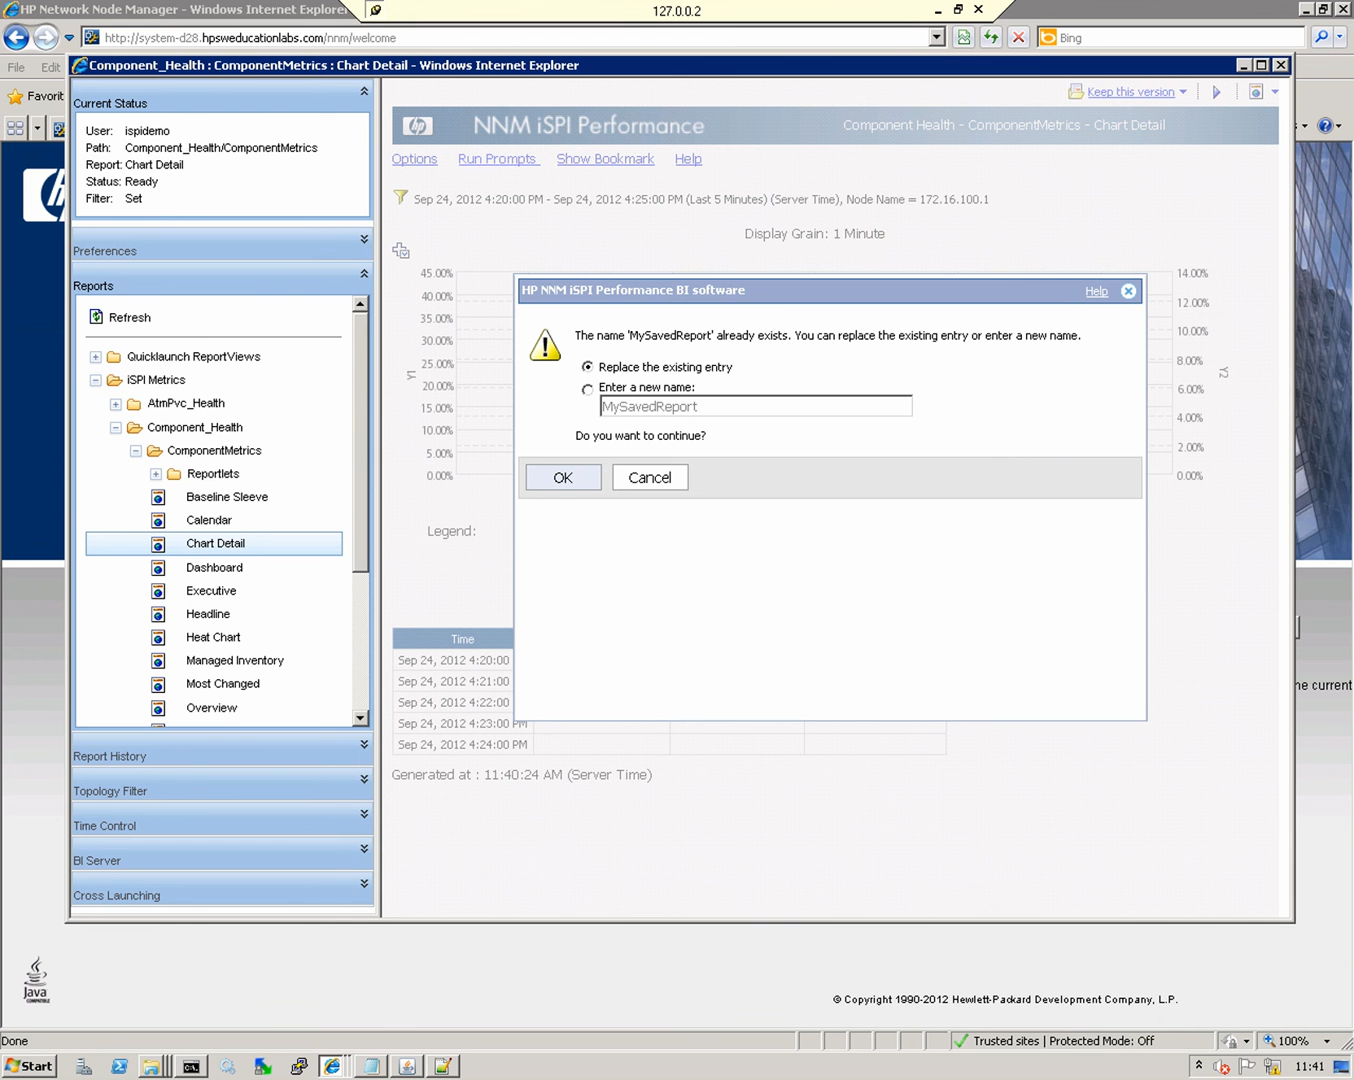 HP Network Node Manager - Windows Internet Explorer
127.0.0.2
http://system-d28.hpsweducationlabs.com/nnm/welcome
Bing
File Edit
Component_Health : ComponentMetrics : Chart Detail - Windows Internet Explorer
Favorit
Current Status
User: ispidemo
Path: Component_Health/ComponentMetrics
Report: Chart Detail
Status: Ready
Filter: Set
Preferences
Reports
Refresh
Quicklaunch ReportViews
iSPI Metrics
AtmPvc_Health
Component_Health
ComponentMetrics
Reportlets
Baseline Sleeve
Calendar
Chart Detail
Dashboard
Executive
Headline
Heat Chart
Managed Inventory
Most Changed
Overview
Report History
Topology Filter
Time Control
BI Server
Cross Launching
Keep this version
hp NNM iSPI Performance
Component Health - ComponentMetrics - Chart Detail
Options Run Prompts Show Bookmark Help
Sep 24, 2012 4:20:00 PM - Sep 24, 2012 4:25:00 PM (Last 5 Minutes) (Server Time), Node Name = 172.16.100.1
Display Grain: 1 Minute
45.00%
40.00%
35.00%
30.00%
25.00%
20.00%
15.00%
10.00%
5.00%
0.00%
Y1
14.00%
12.00%
10.00%
8.00%
6.00%
4.00%
2.00%
0.00%
Y2
HP NNM iSPI Performance BI software
Help
The name 'MySavedReport' already exists. You can replace the existing entry or enter a new name.
Replace the existing entry
Enter a new name:
MySavedReport
Do you want to continue?
OK
Cancel
Legend:
Time
Sep 24, 2012 4:20:00
Sep 24, 2012 4:21:00
Sep 24, 2012 4:22:00
Sep 24, 2012 4:23:00 PM
Sep 24, 2012 4:24:00 PM
Generated at : 11:40:24 AM (Server Time)
he current
Java
COMPATIBLE
© Copyright 1990-2012 Hewlett-Packard Development Company, L.P.
Done
Trusted sites | Protected Mode: Off
100%
Start
11:41